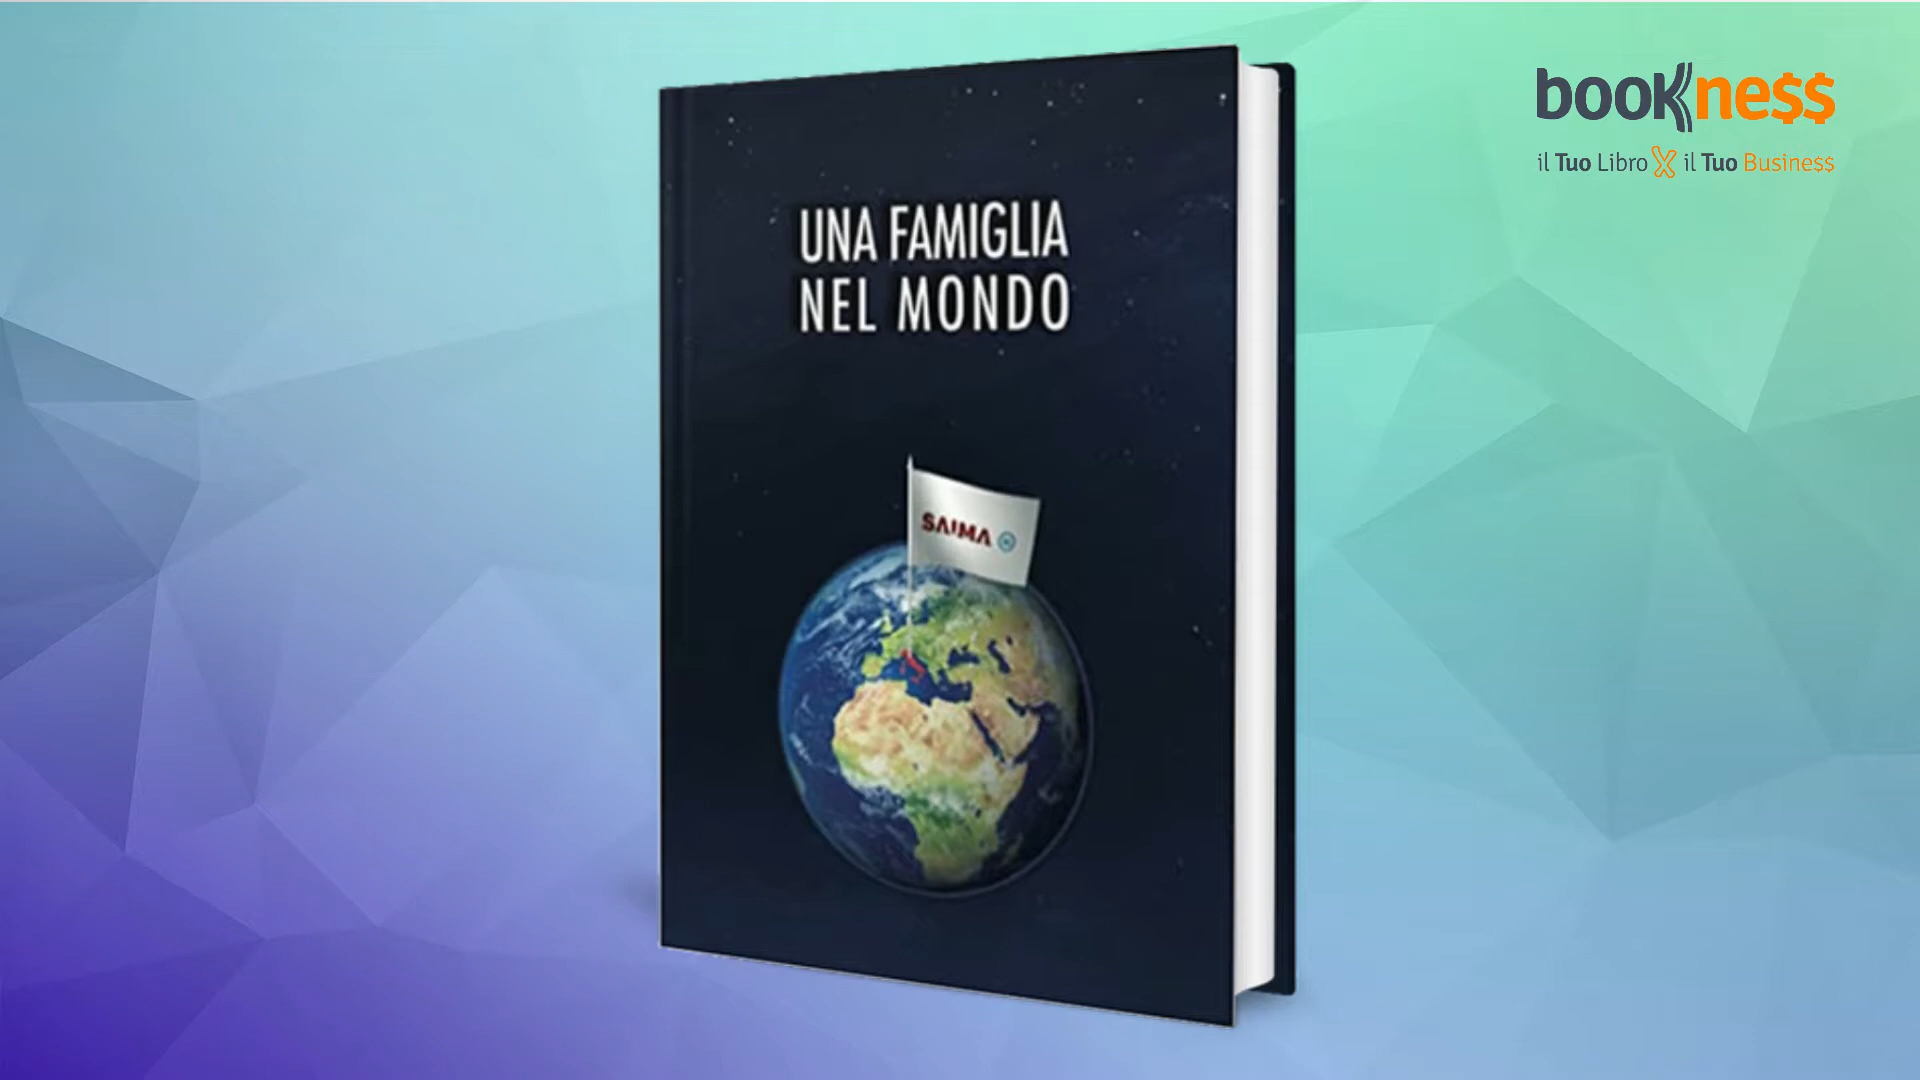 bookne$$
il Tuo Libro X il Tuo Busine$$
UNA FAMIGLIA
NEL MONDO
SAIMA